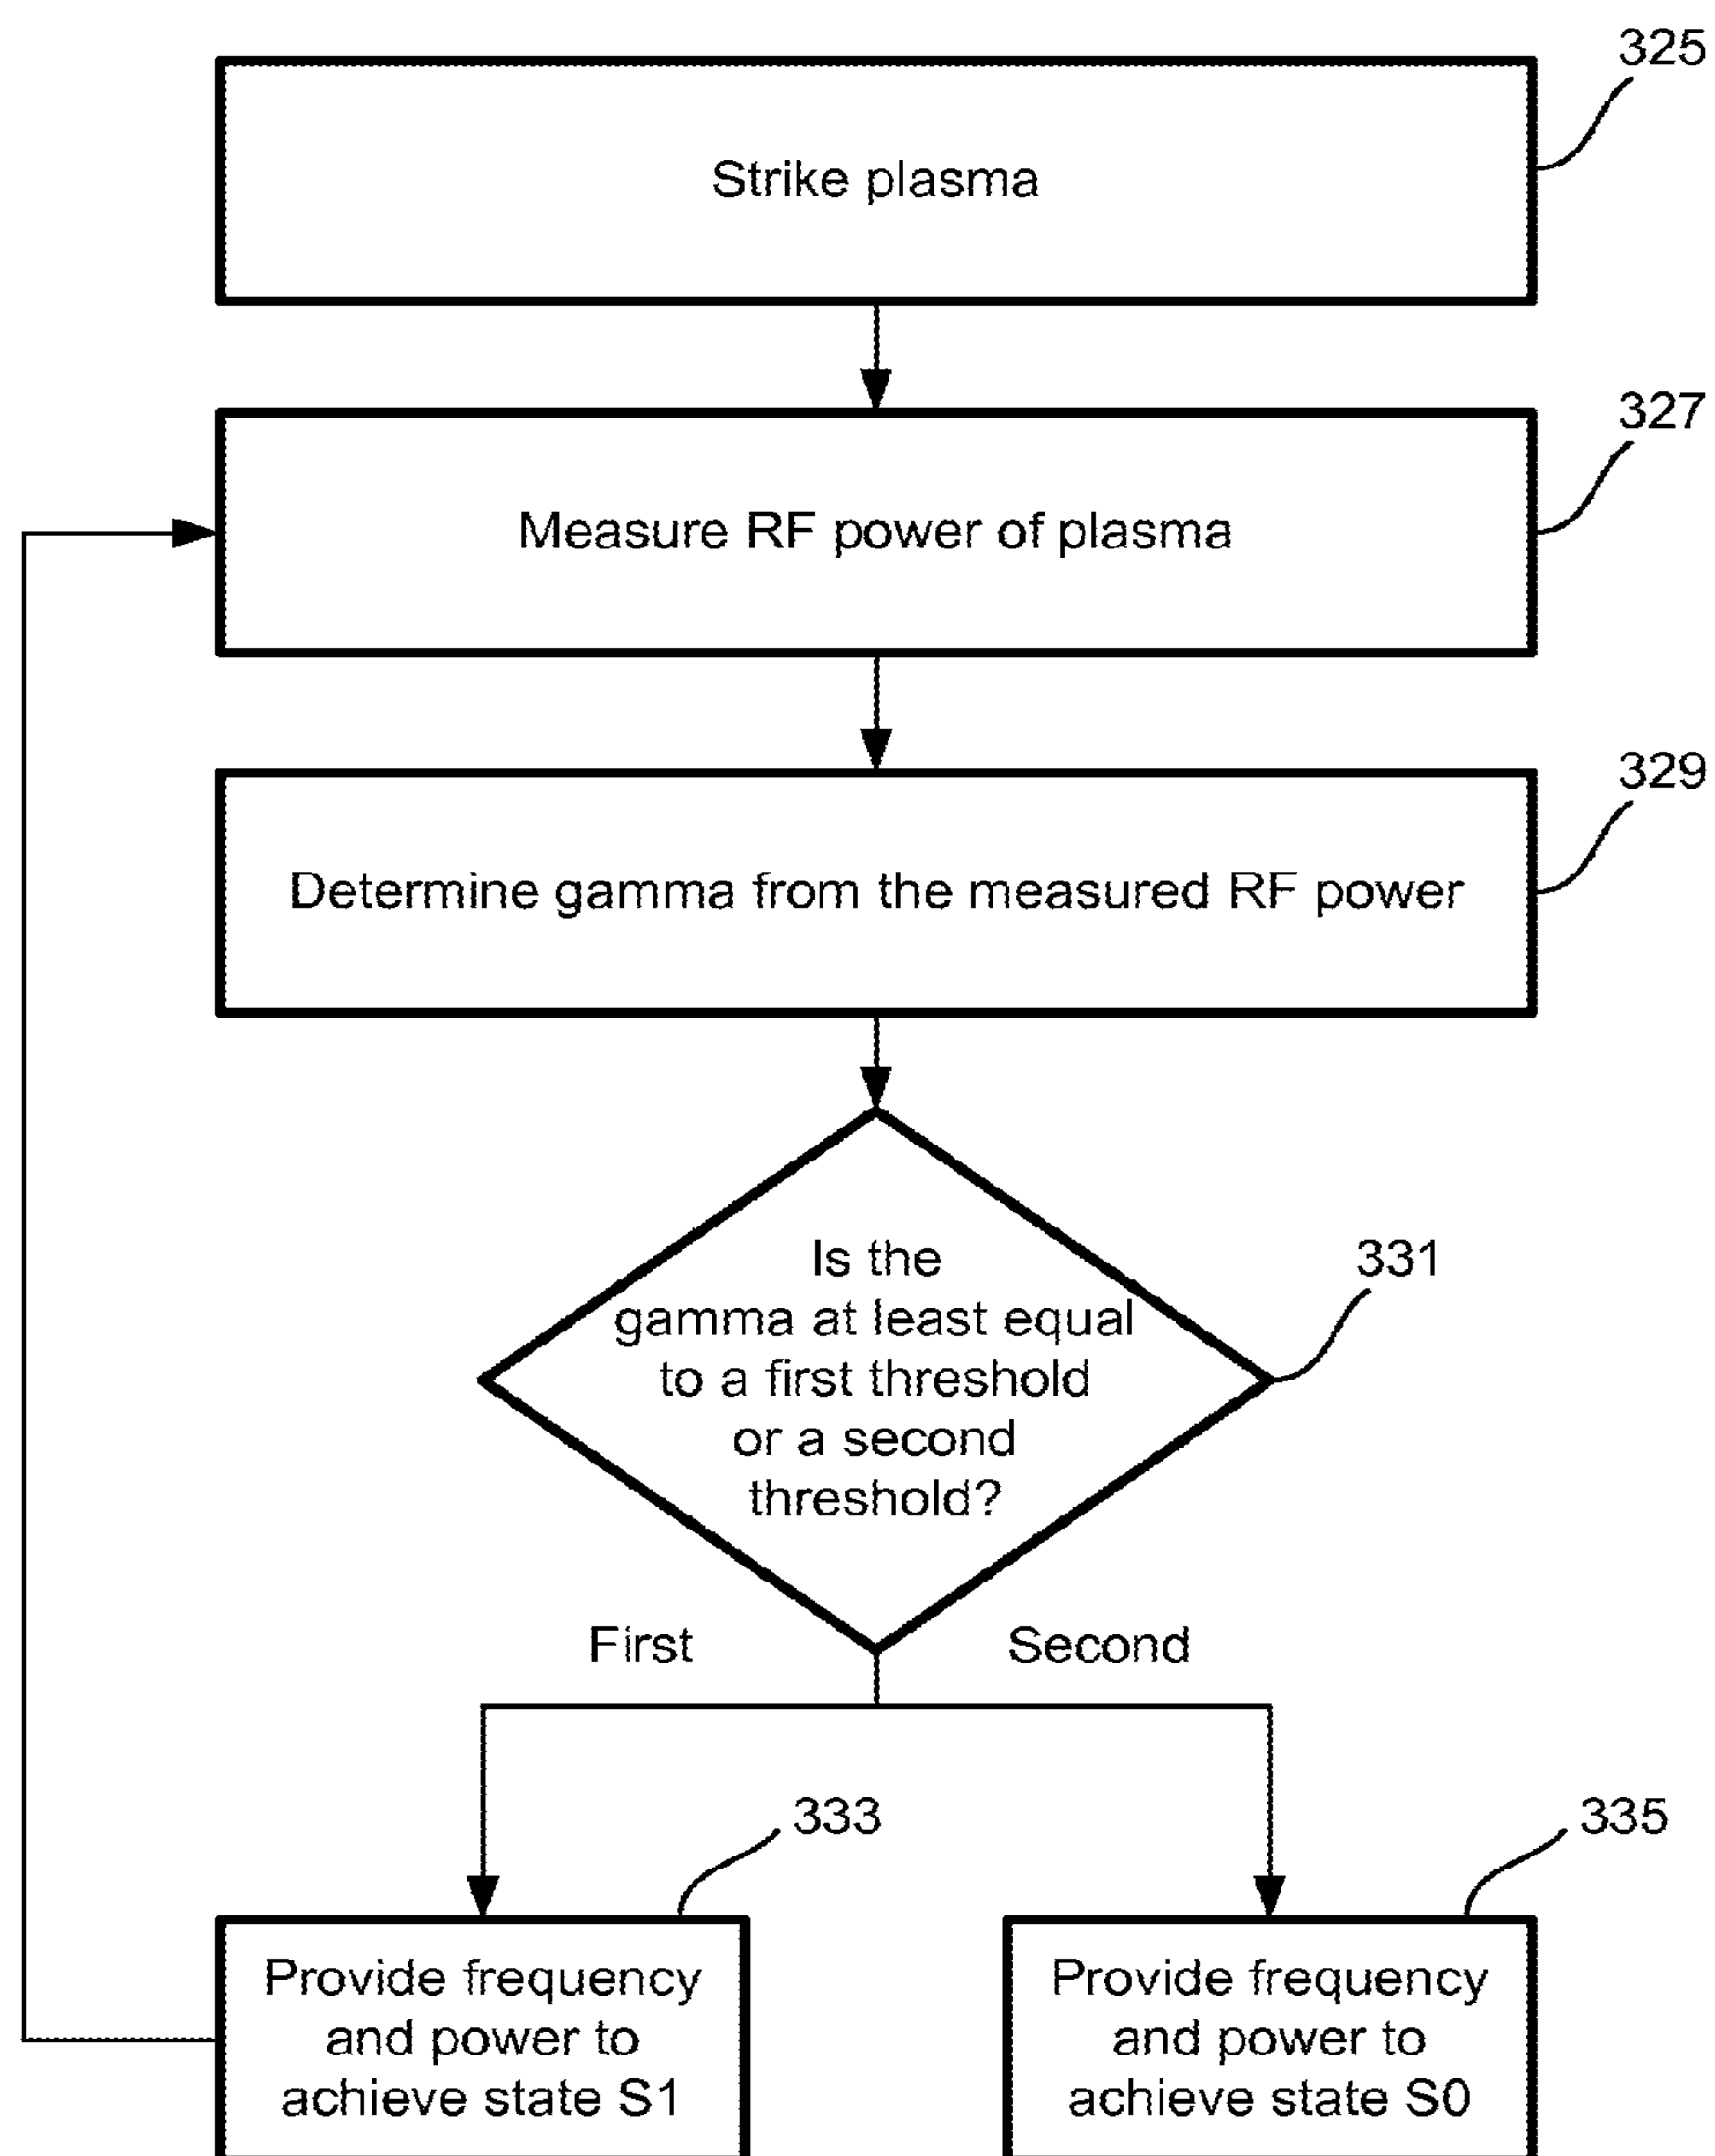 325
Strike plasma
327
Measure RF power of plasma
329
Determine gamma from the measured RF power
331
Is the
gamma at least equal
to a first threshold
or a second
threshold?
First
Second
333
335
Provide frequency
and power to
achieve state S1
Provide frequency
and power to
achieve state S0